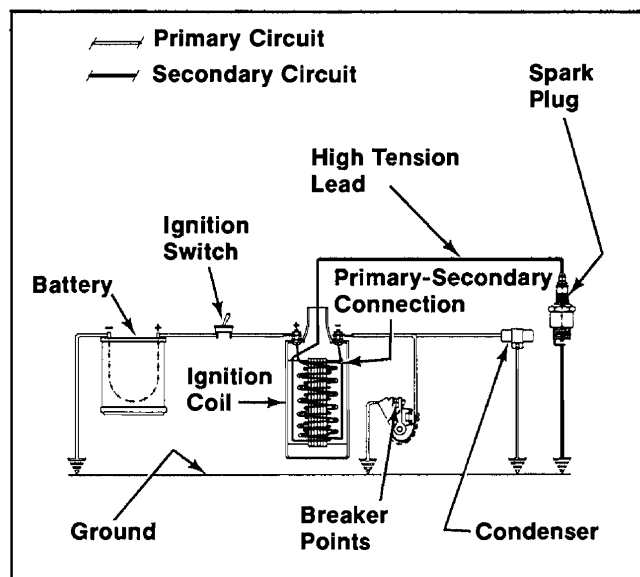 Primary Circuit
Secondary Circuit
Spark
Plug
High Tension
Lead
Ignition
Switch
Battery
Primary-Secondary
Connection
- +
+ -
Ignition
Coil
Ground
Breaker
Points
Condenser